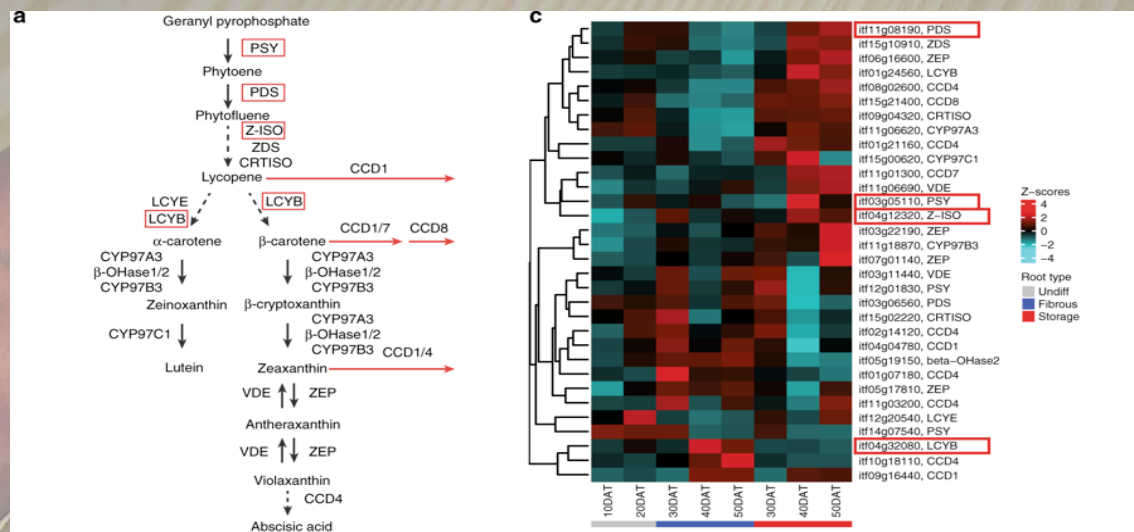 a
Geranyl pyrophosphate
PSY
Phytoene
PDS
Phytofluene
Z-ISO
ZDS
CRTISO
CCD1
Lycopene
LCYE
LCYB
LCYB
α-carotene
β-carotene
CCD1/7
CCD8
CYP97A3
β-OHase1/2
CYP97B3
CYP97A3
β-OHase1/2
CYP97B3
Zeinoxanthin
β-cryptoxanthin
CYP97C1
CYP97A3
β-OHase1/2
CYP97B3
CCD1/4
Lutein
Zeaxanthin
VDE
ZEP
Antheraxanthin
VDE
ZEP
Violaxanthin
CCD4
Abscisic acid
c
itf11g08190, PDS
itf15g10910, ZDS
itf06g16600, ZEP
itf01g24560, LCYB
itf08g02600, CCD4
itf15g21400, CCD8
itf09g04320, CRTISO
itf11g06620, CYP97A3
itf01g21160, CCD4
itf15g00620, CYP97C1
itf11g01300, CCD7
itf11g06690, VDE
itf03g05110, PSY
itf04g12320, Z-ISO
itf03g22190, ZEP
itf11g18870, CYP97B3
itf07g01140, ZEP
itf03g11440, VDE
itf12g01830, PSY
itf03g06560, PDS
itf15g02220, CRTISO
itf02g14120, CCD4
itf04g04780, CCD1
itf05g19150, beta-OHase2
itf01g07180, CCD4
itf05g17810, ZEP
itf11g03200, CCD4
itf12g20540, LCYE
itf14g07540, PSY
itf04g32080, LCYB
itf10g18110, CCD4
itf09g16440, CCD1
10DAT
20DAT
30DAT
40DAT
50DAT
30DAT
40DAT
50DAT
Z-scores
4
2
0
−2
−4
Root type
Undiff
Fibrous
Storage